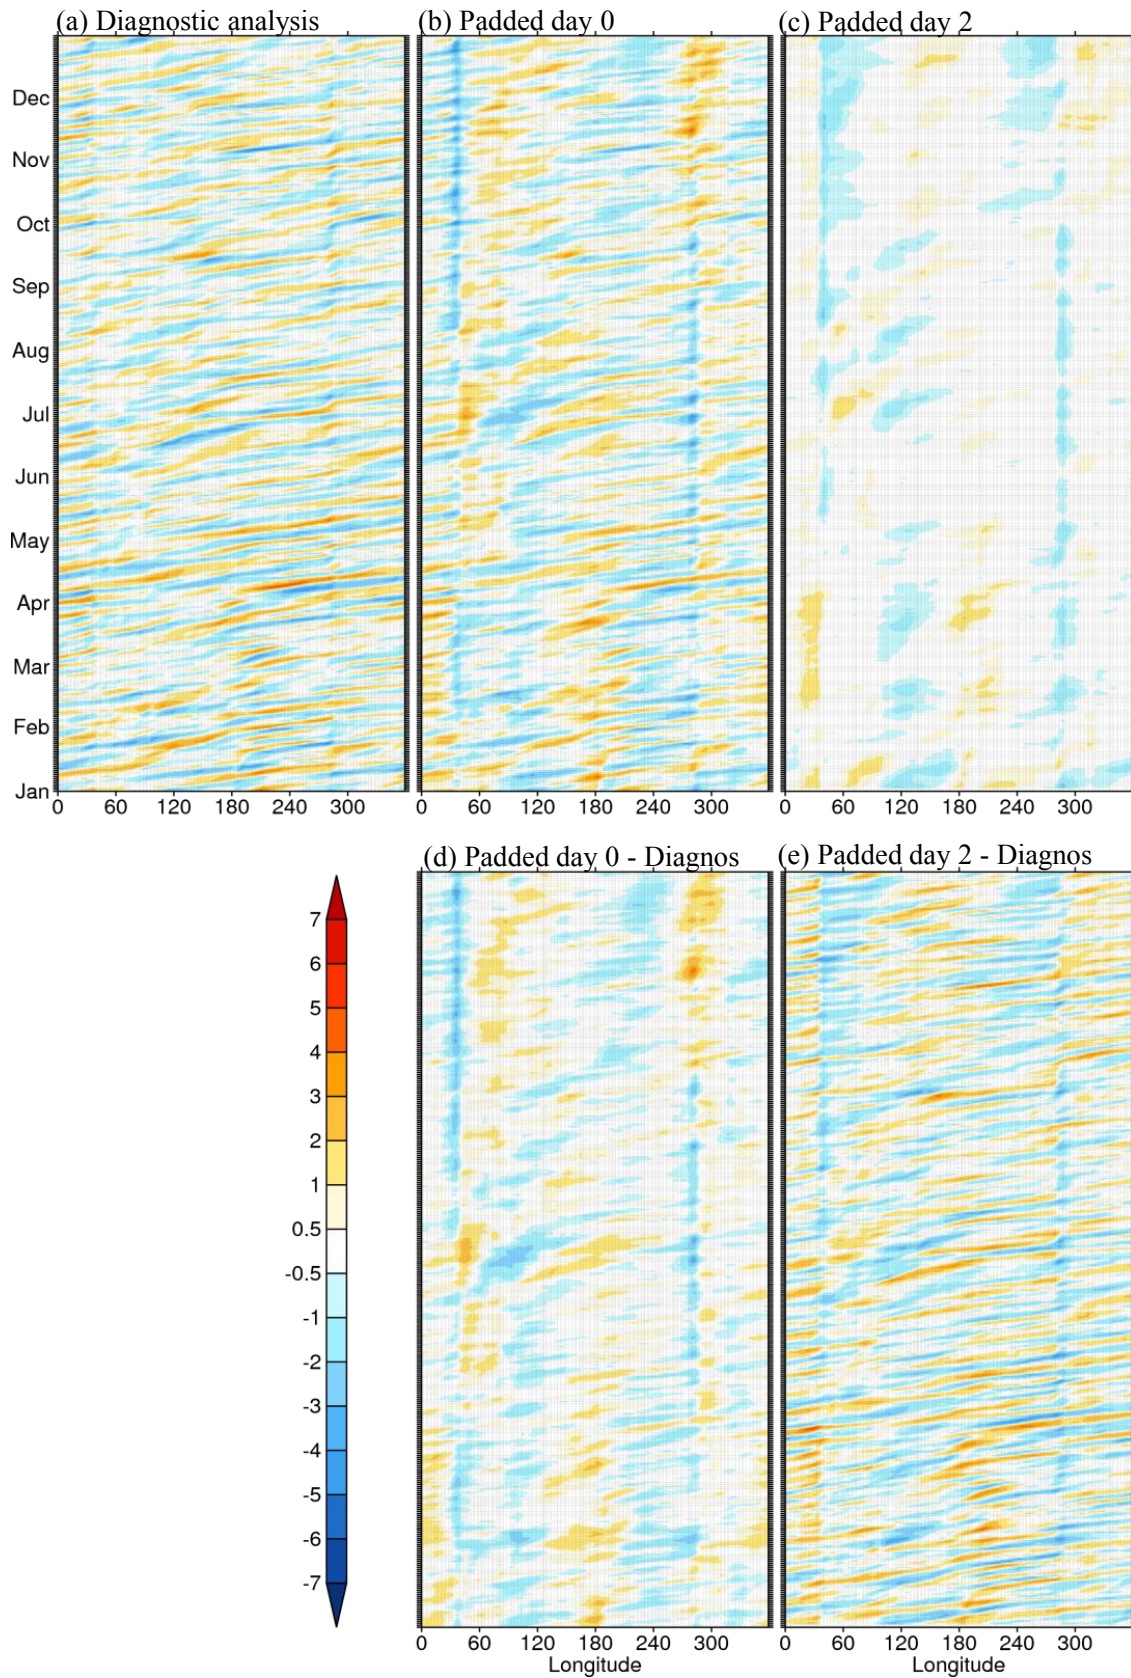 (a) Diagnostic analysis (b) Padded day 0 (c) Padded day 2
Dec
Nov
Oct
Sep
Aug
Jul
Jun
May
Apr
Mar
Feb
Jan
0 60 120 180 240 300 0 60 120 180 240 300 0 60 120 180 240 300
(d) Padded day 0 - Diagnos (e) Padded day 2 - Diagnos
7
6
5
4
3
2
1
0.5
-0.5
-1
-2
-3
-4
-5
-6
-7
0 60 120 180 240 300 0 60 120 180 240 300
Longitude Longitude